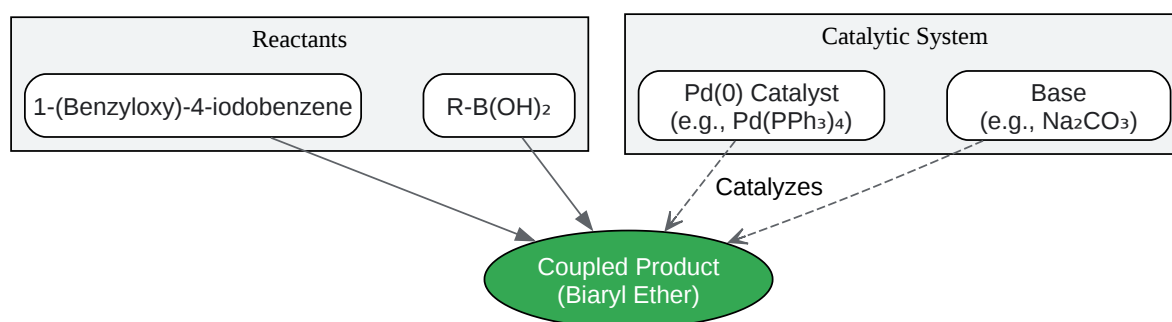 Reactants
Catalytic System
1-(Benzyloxy)-4-iodobenzene
R-B(OH)₂
Pd(0) Catalyst
(e.g., Pd(PPh₃)₄)
Base
(e.g., Na₂CO₃)
Catalyzes
Coupled Product
(Biaryl Ether)